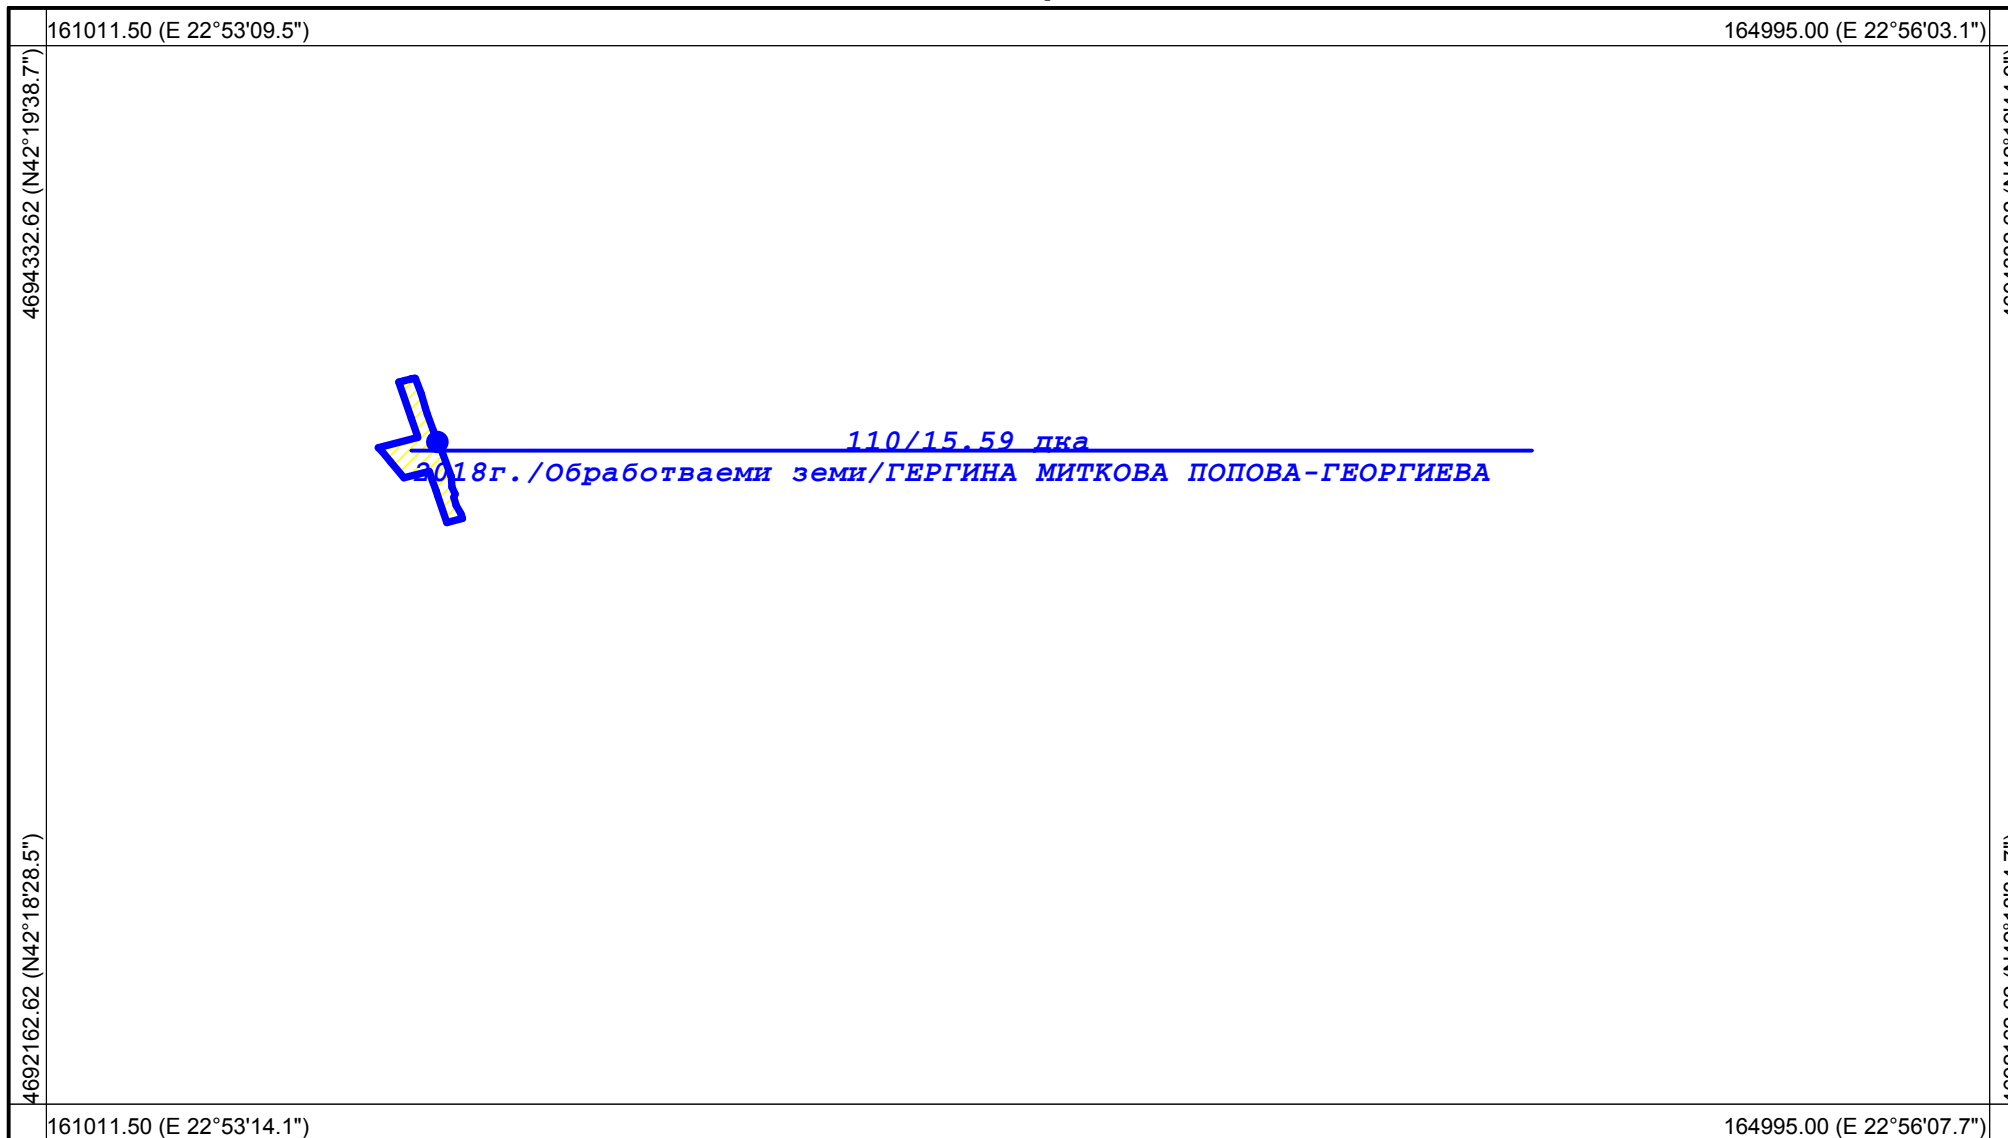 161011.50 (E 22°53'09.5")
164995.00 (E 22°56'03.1")
4694332.62 (N42°19'38.7")
110/15.59 дка
2018г./Обработваеми земи/ГЕРГИНА МИТКОВА ПОПОВА-ГЕОРГИЕВА
4692162.62 (N42°18'28.5")
161011.50 (E 22°53'14.1")
164995.00 (E 22°56'07.7")